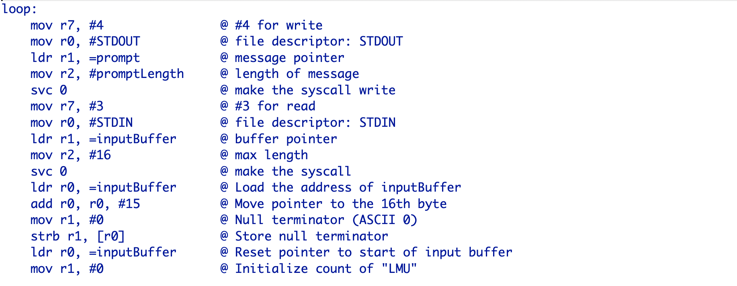 loop:
mov r7, #4 @ #4 for write
mov r0, #STDOUT @ file descriptor: STDOUT
ldr r1, =prompt @ message pointer
mov r2, #promptLength @ length of message
svc 0 @ make the syscall write
mov r7, #3 @ #3 for read
mov r0, #STDIN @ file descriptor: STDIN
ldr r1, =inputBuffer @ buffer pointer
mov r2, #16 @ max length
svc 0 @ make the syscall
ldr r0, =inputBuffer @ Load the address of inputBuffer
add r0, r0, #15 @ Move pointer to the 16th byte
mov r1, #0 @ Null terminator (ASCII 0)
strb r1, [r0] @ Store null terminator
ldr r0, =inputBuffer @ Reset pointer to start of input buffer
mov r1, #0 @ Initialize count of "LMU"